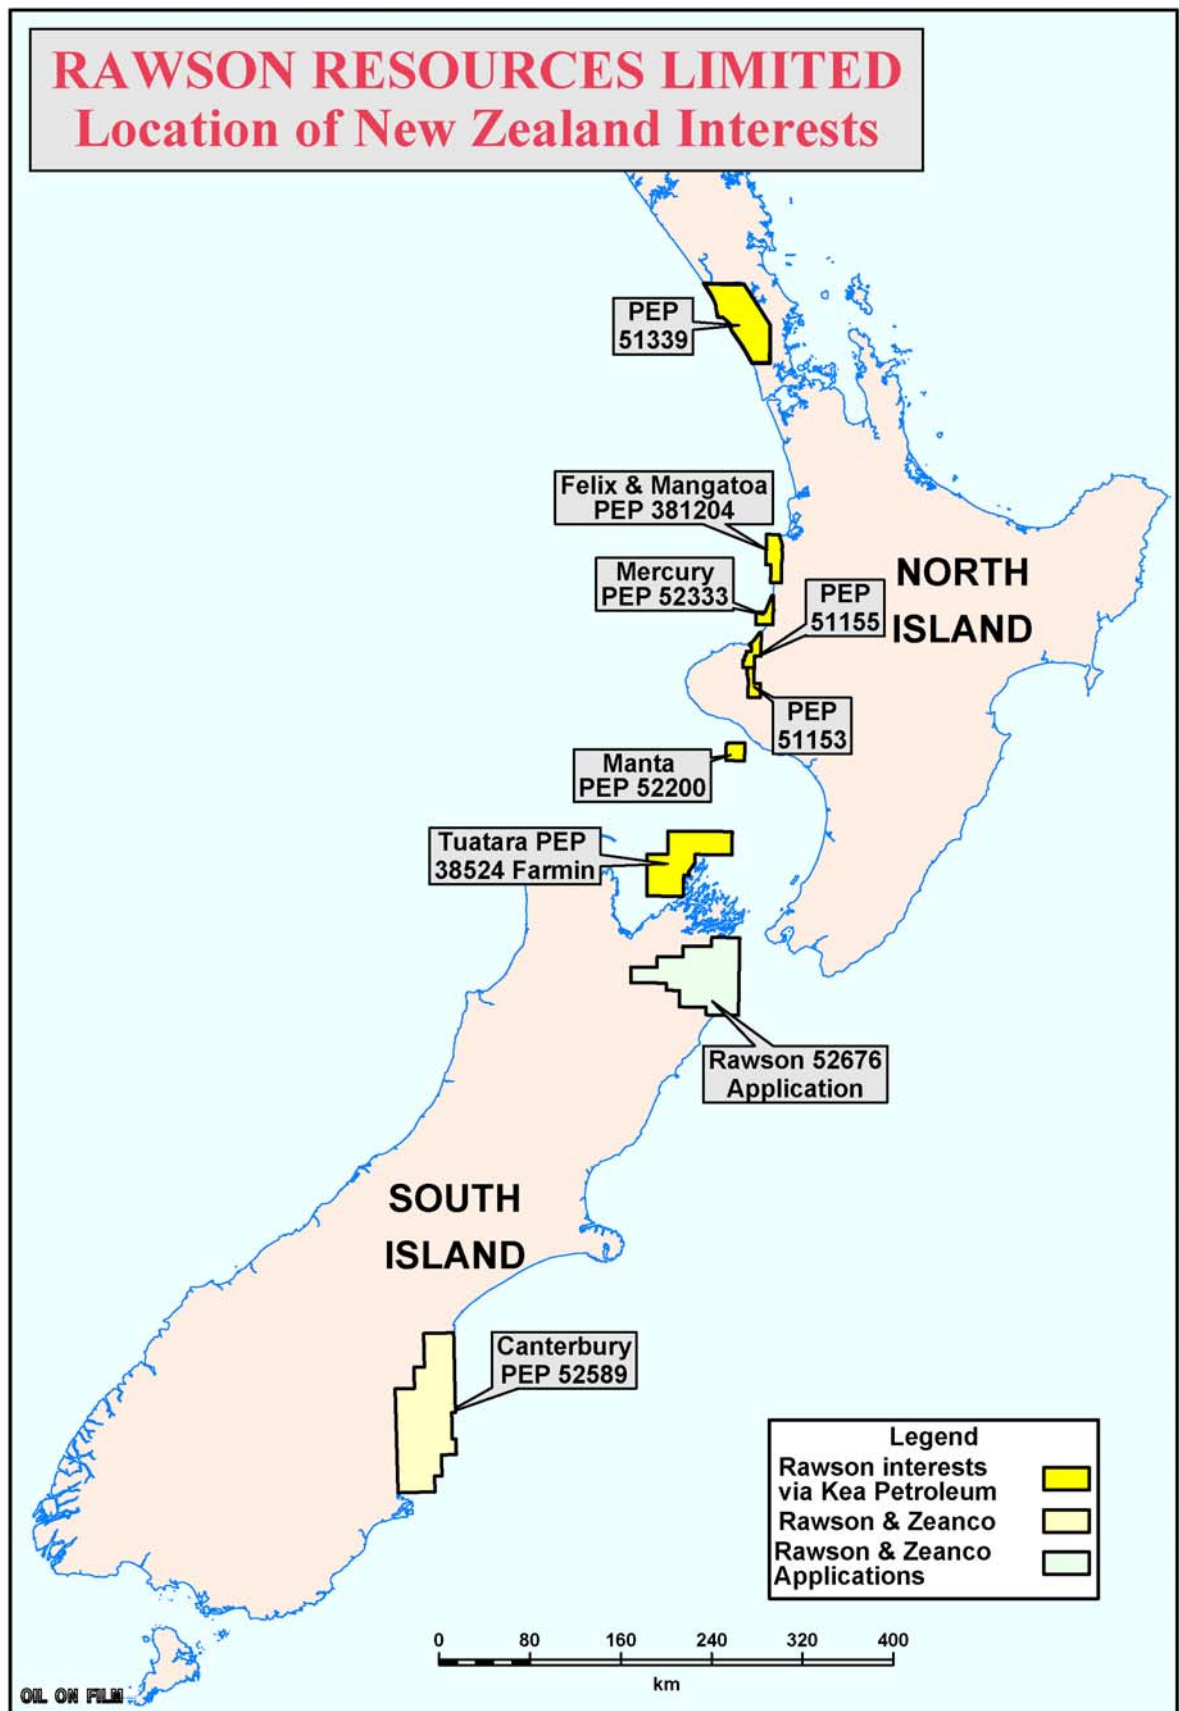 RAWSON RESOURCES LIMITED
Location of New Zealand Interests
PEP
51339
Felix & Mangatoa
PEP 381204
Mercury
PEP 52333
PEP
51155
NORTH
ISLAND
PEP
51153
Manta
PEP 52200
Tuatara PEP
38524 Farmin
Rawson 52676
Application
SOUTH
ISLAND
Canterbury
PEP 52589
Legend
Rawson interests
via Kea Petroleum
Rawson & Zeanco
Rawson & Zeanco
Applications
0 80 160 240 320 400
km
OIL ON FILM